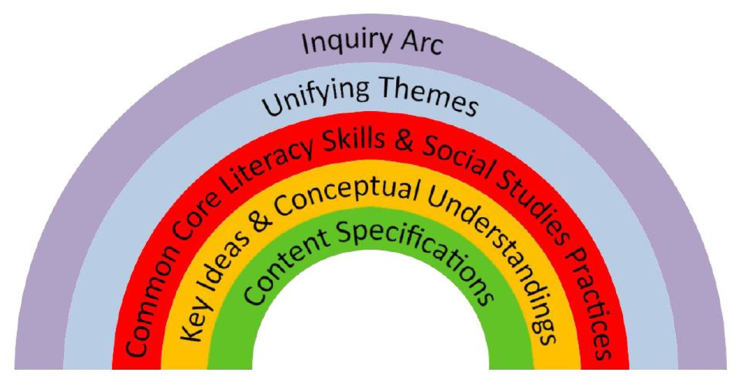 Inquiry Arc
Unifying Themes
Common Core Literacy Skills & Social Studies Practices
Key Ideas & Conceptual Understandings
Content Specifications